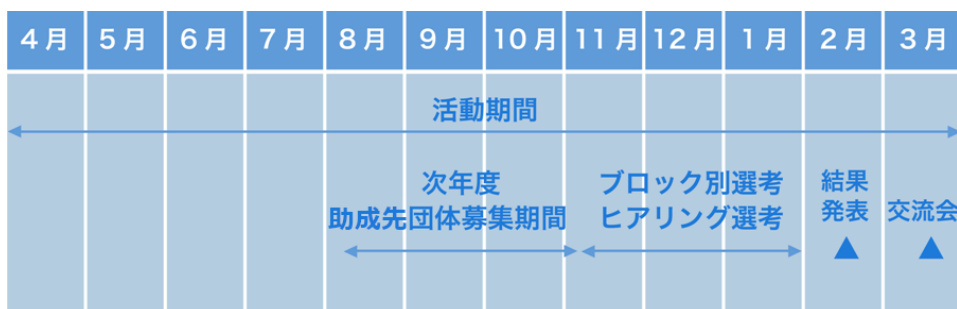 4月 5月 6月 7月 8月 9月 10月 11月 12月 1月 2月 3月
活動期間
次年度
助成先団体募集期間
ブロック別選考
ヒアリング選考
結果
発表
交流会